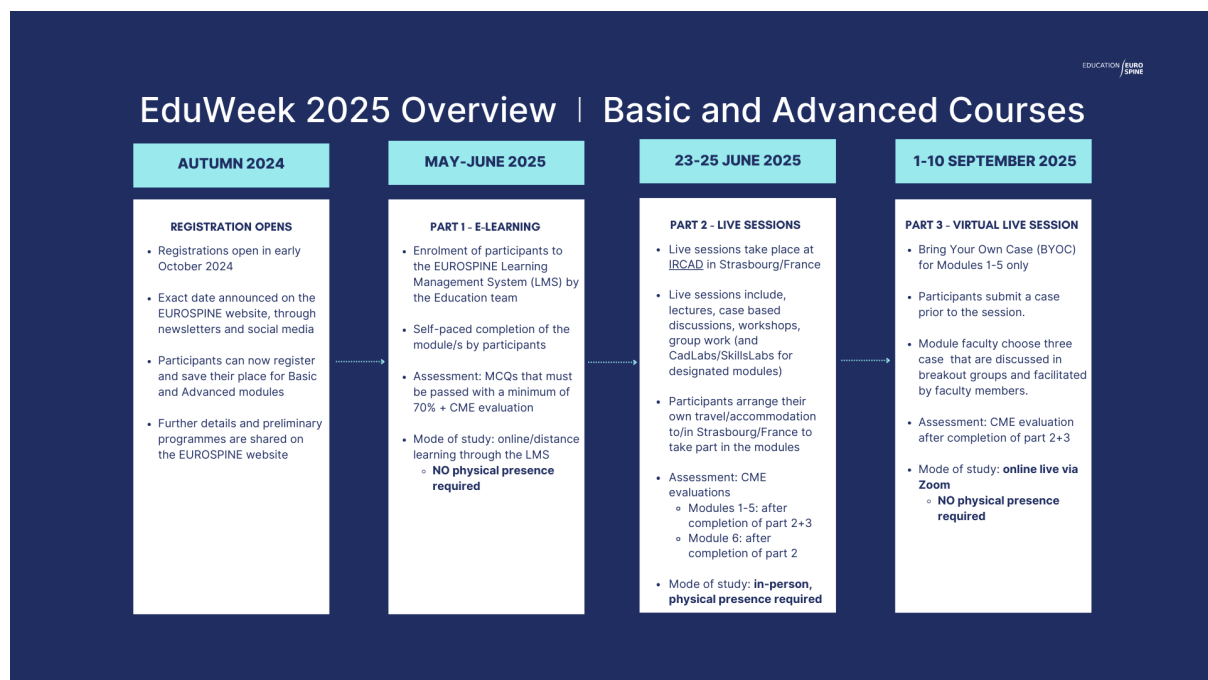 EDUCATION EURO
SPINE
EduWeek 2025 Overview | Basic and Advanced Courses
AUTUMN 2024
REGISTRATION OPENS
• Registrations open in early
October 2024
• Exact date announced on the
EUROSPINE website, through
newsletters and social media
• Participants can now register
and save their place for Basic
and Advanced modules
• Further details and preliminary
programmes are shared on
the EUROSPINE website
MAY-JUNE 2025
PART 1 - E-LEARNING
• Enrolment of participants to
the EUROSPINE Learning
Management System (LMS) by
the Education team
• Self-paced completion of the
module/s by participants
• Assessment: MCQs that must
be passed with a minimum of
70% + CME evaluation
• Mode of study: online/distance
learning through the LMS
◦ NO physical presence
required
23-25 JUNE 2025
PART 2 - LIVE SESSIONS
• Live sessions take place at
IRCAD in Strasbourg/France
• Live sessions include,
lectures, case based
discussions, workshops,
group work (and
CadLabs/SkillsLabs for
designated modules)
• Participants arrange their
own travel/accommodation
to/in Strasbourg/France to
take part in the modules
• Assessment: CME
evaluations
◦ Modules 1-5: after
completion of part 2+3
◦ Module 6: after
completion of part 2
• Mode of study: in-person,
physical presence required
1-10 SEPTEMBER 2025
PART 3 - VIRTUAL LIVE SESSION
• Bring Your Own Case (BYOC)
for Modules 1-5 only
• Participants submit a case
prior to the session.
• Module faculty choose three
case that are discussed in
breakout groups and facilitated
by faculty members.
• Assessment: CME evaluation
after completion of part 2+3
• Mode of study: online live via
Zoom
◦ NO physical presence
required